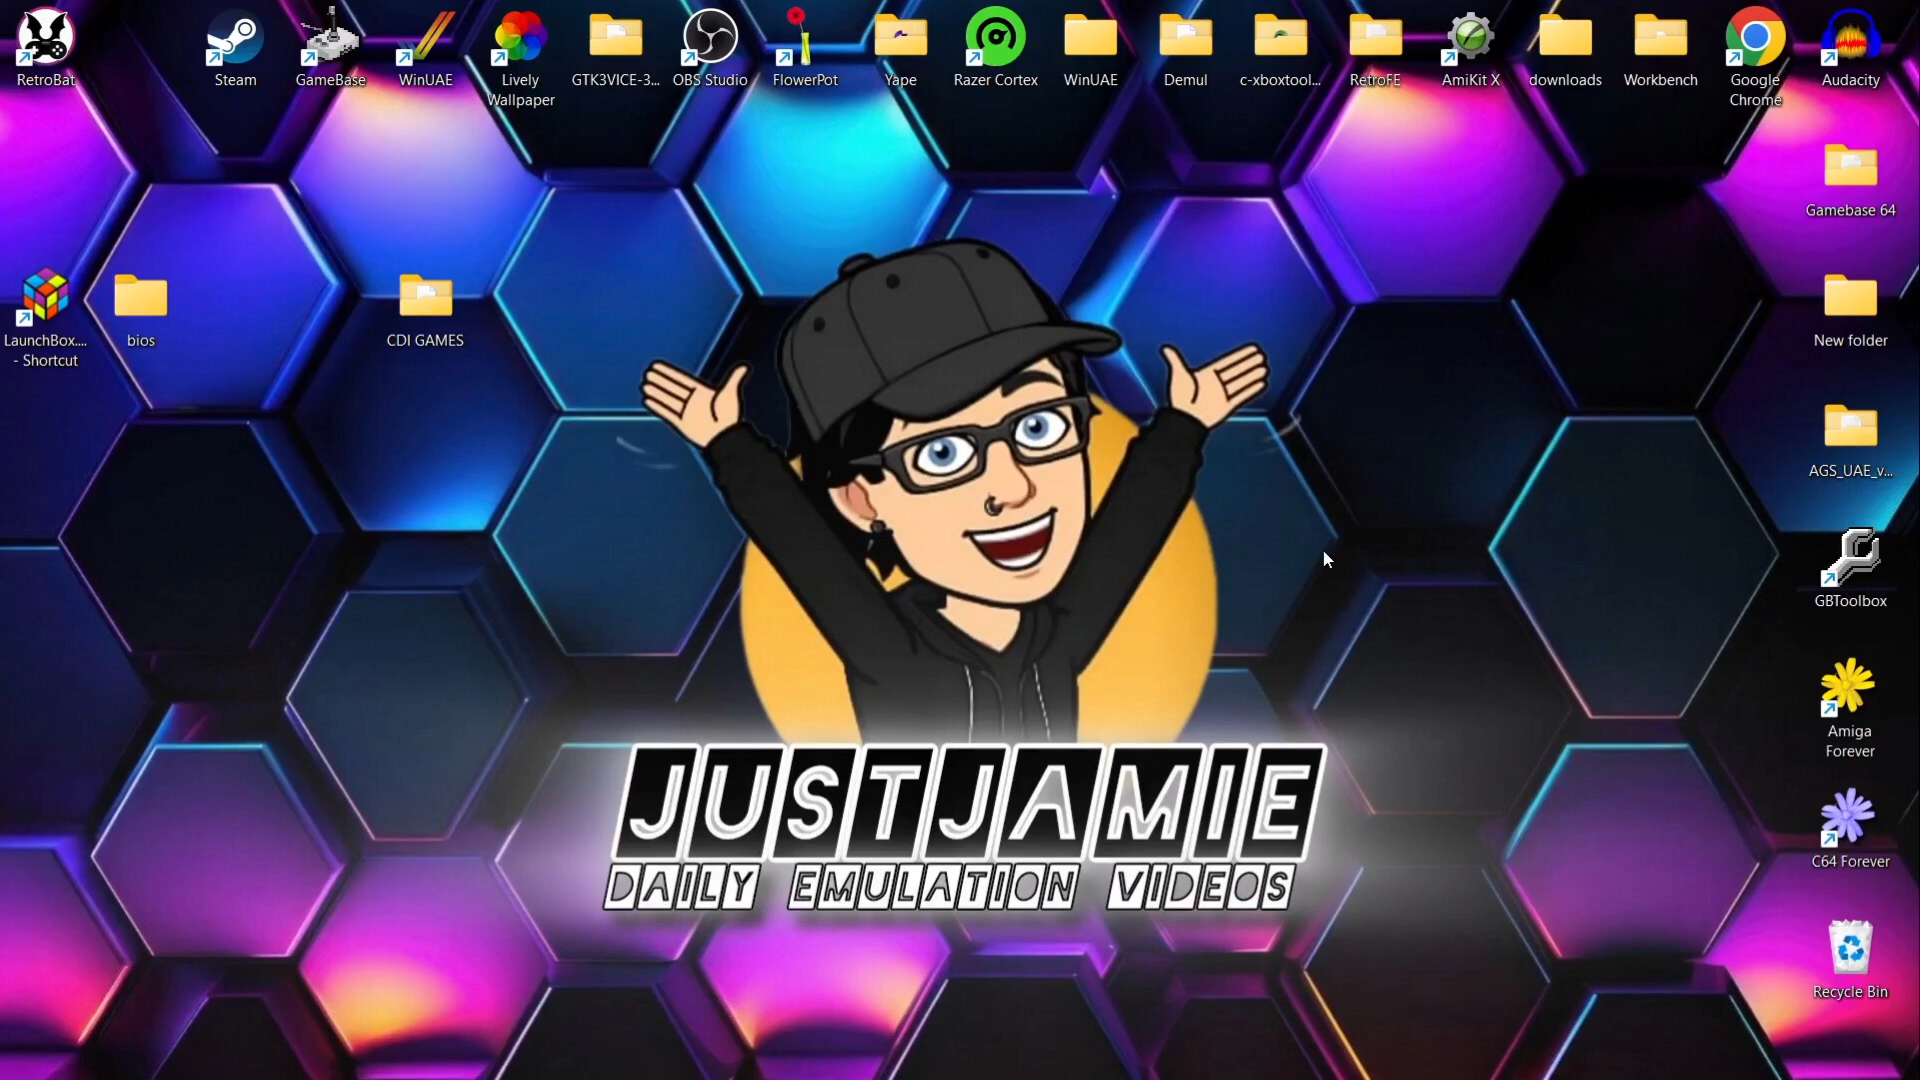 RetroBat
Steam
GameBase
WinUAE
Lively
Wallpaper
GTK3VICE-3...
OBS Studio
FlowerPot
Yape
Razer Cortex
WinUAE
Demul
c-xboxtool...
RetroFE
AmiKit X
downloads
Workbench
Google
Chrome
Audacity
Gamebase 64
LaunchBox....
- Shortcut
bios
CDI GAMES
New folder
AGS_UAE_v...
GBToolbox
Amiga
Forever
JUSTJAMIE
DAILY EMULATION VIDEOS
C64 Forever
Recycle Bin